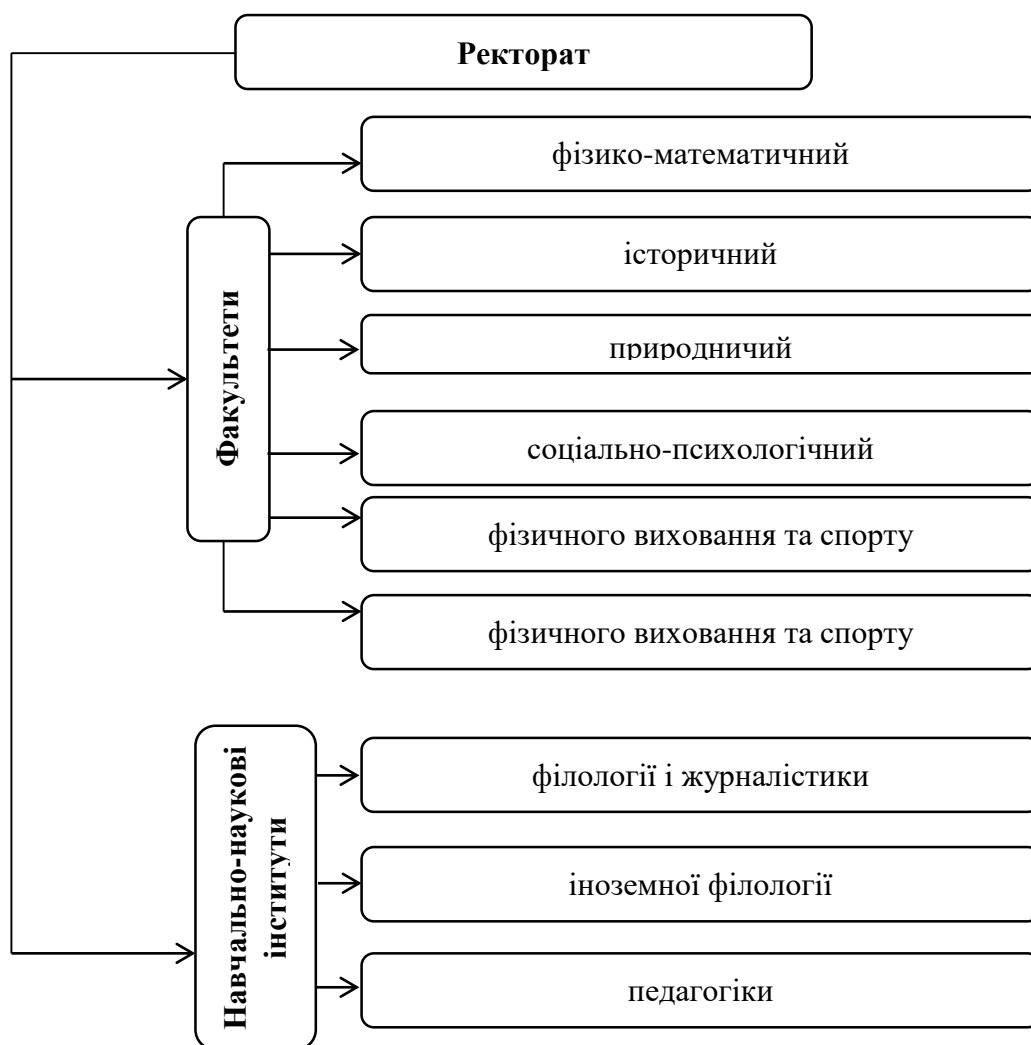 Ректорат
фізико-математичний
історичний
природничий
Факультети
соціально-психологічний
фізичного виховання та спорту
фізичного виховання та спорту
Навчально-наукові
інститути
філології і журналістики
іноземної філології
педагогіки